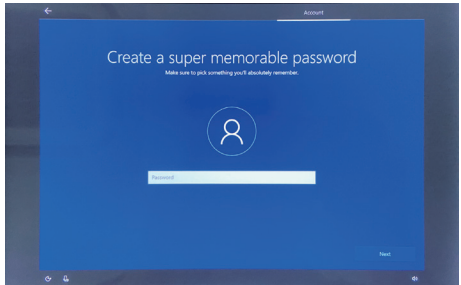 Account
Create a super memorable password
Make sure to pick something you'll absolutely remember.
Password
Next